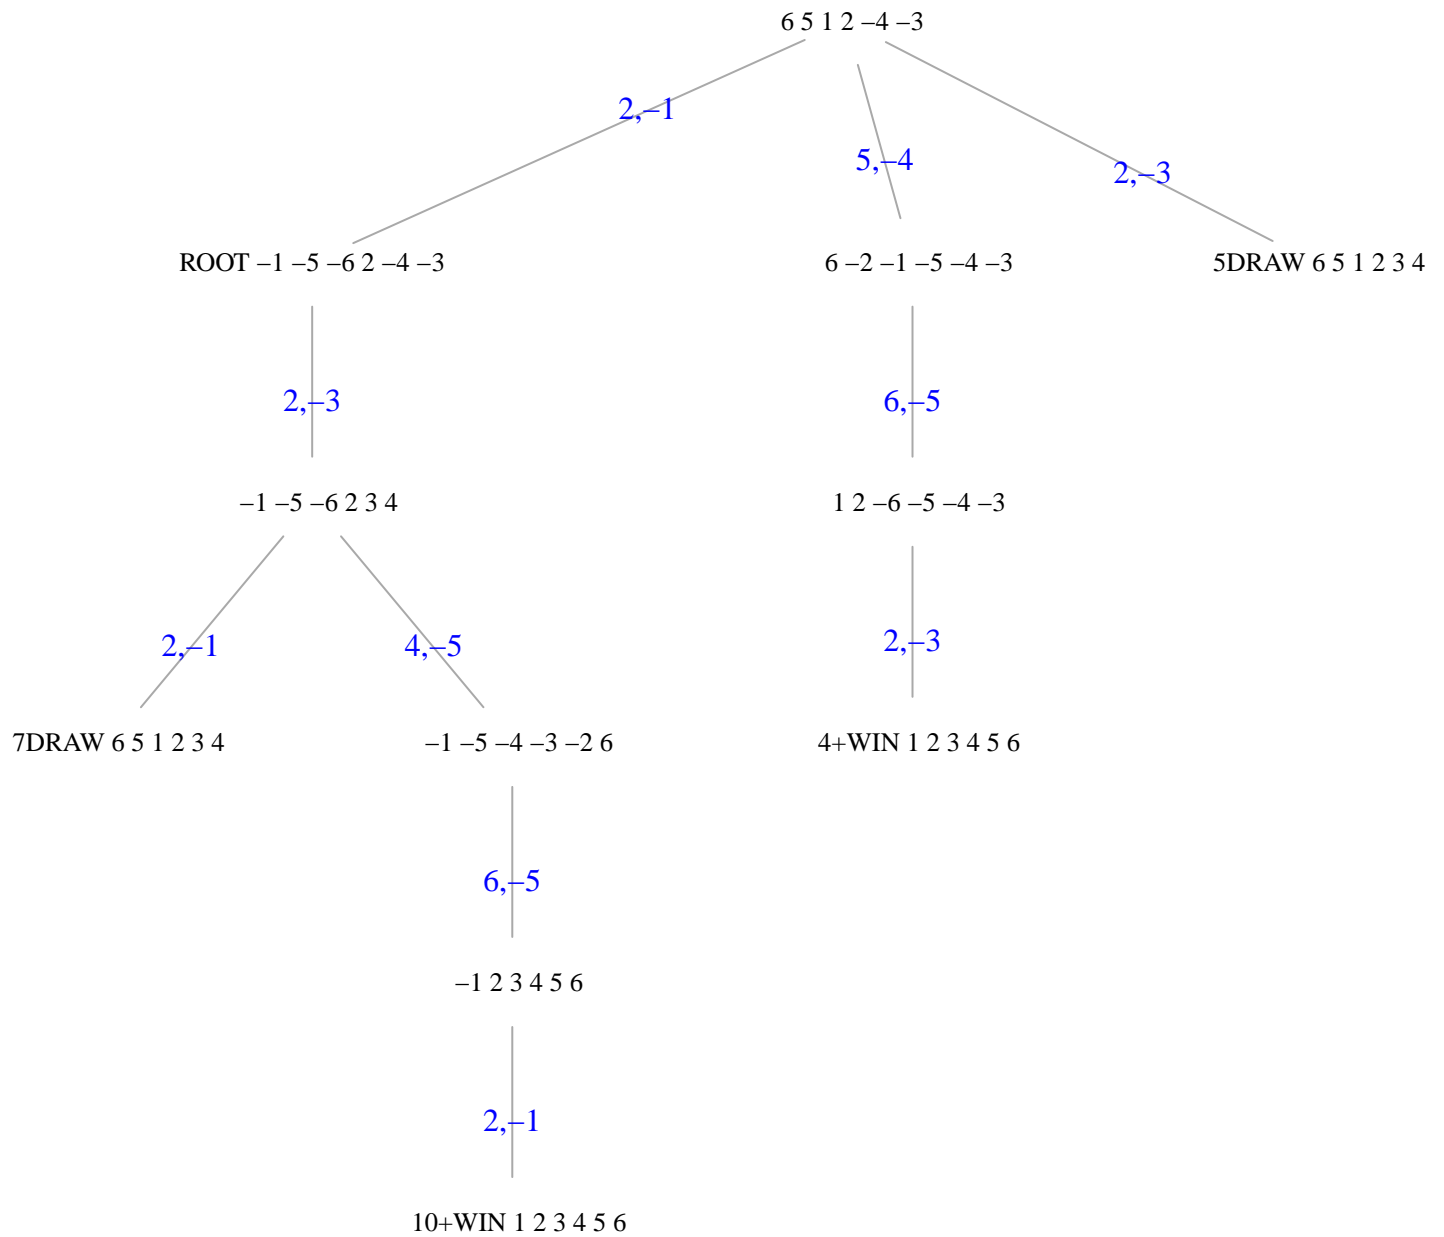 6 5 1 2 –4 –3
2,–1
5,–4
2,–3
ROOT –1 –5 –6 2 –4 –3
6 –2 –1 –5 –4 –3
5DRAW 6 5 1 2 3 4
2,–3
6,–5
–1 –5 –6 2 3 4
1 2 –6 –5 –4 –3
2,–1
4,–5
2,–3
7DRAW 6 5 1 2 3 4
–1 –5 –4 –3 –2 6
4+WIN 1 2 3 4 5 6
6,–5
–1 2 3 4 5 6
2,–1
10+WIN 1 2 3 4 5 6